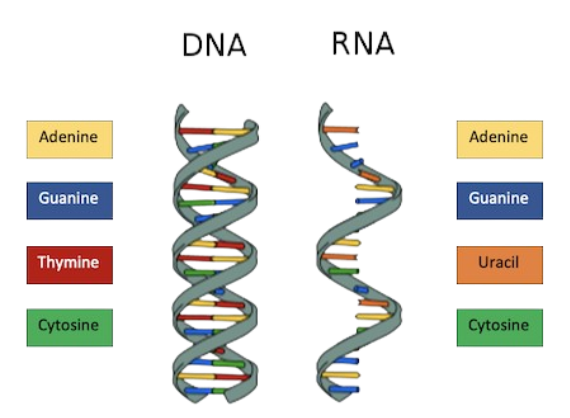 DNA
RNA
Adenine
Adenine
Guanine
Guanine
Thymine
Uracil
Cytosine
Cytosine